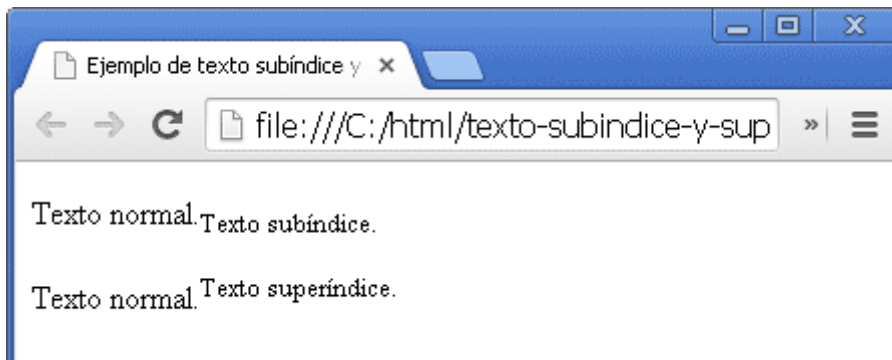 Ejemplo de texto subíndice y
file:///C:/html/texto-subindice-y-sup
Texto normal.Texto subíndice.
Texto normal.Texto superíndice.